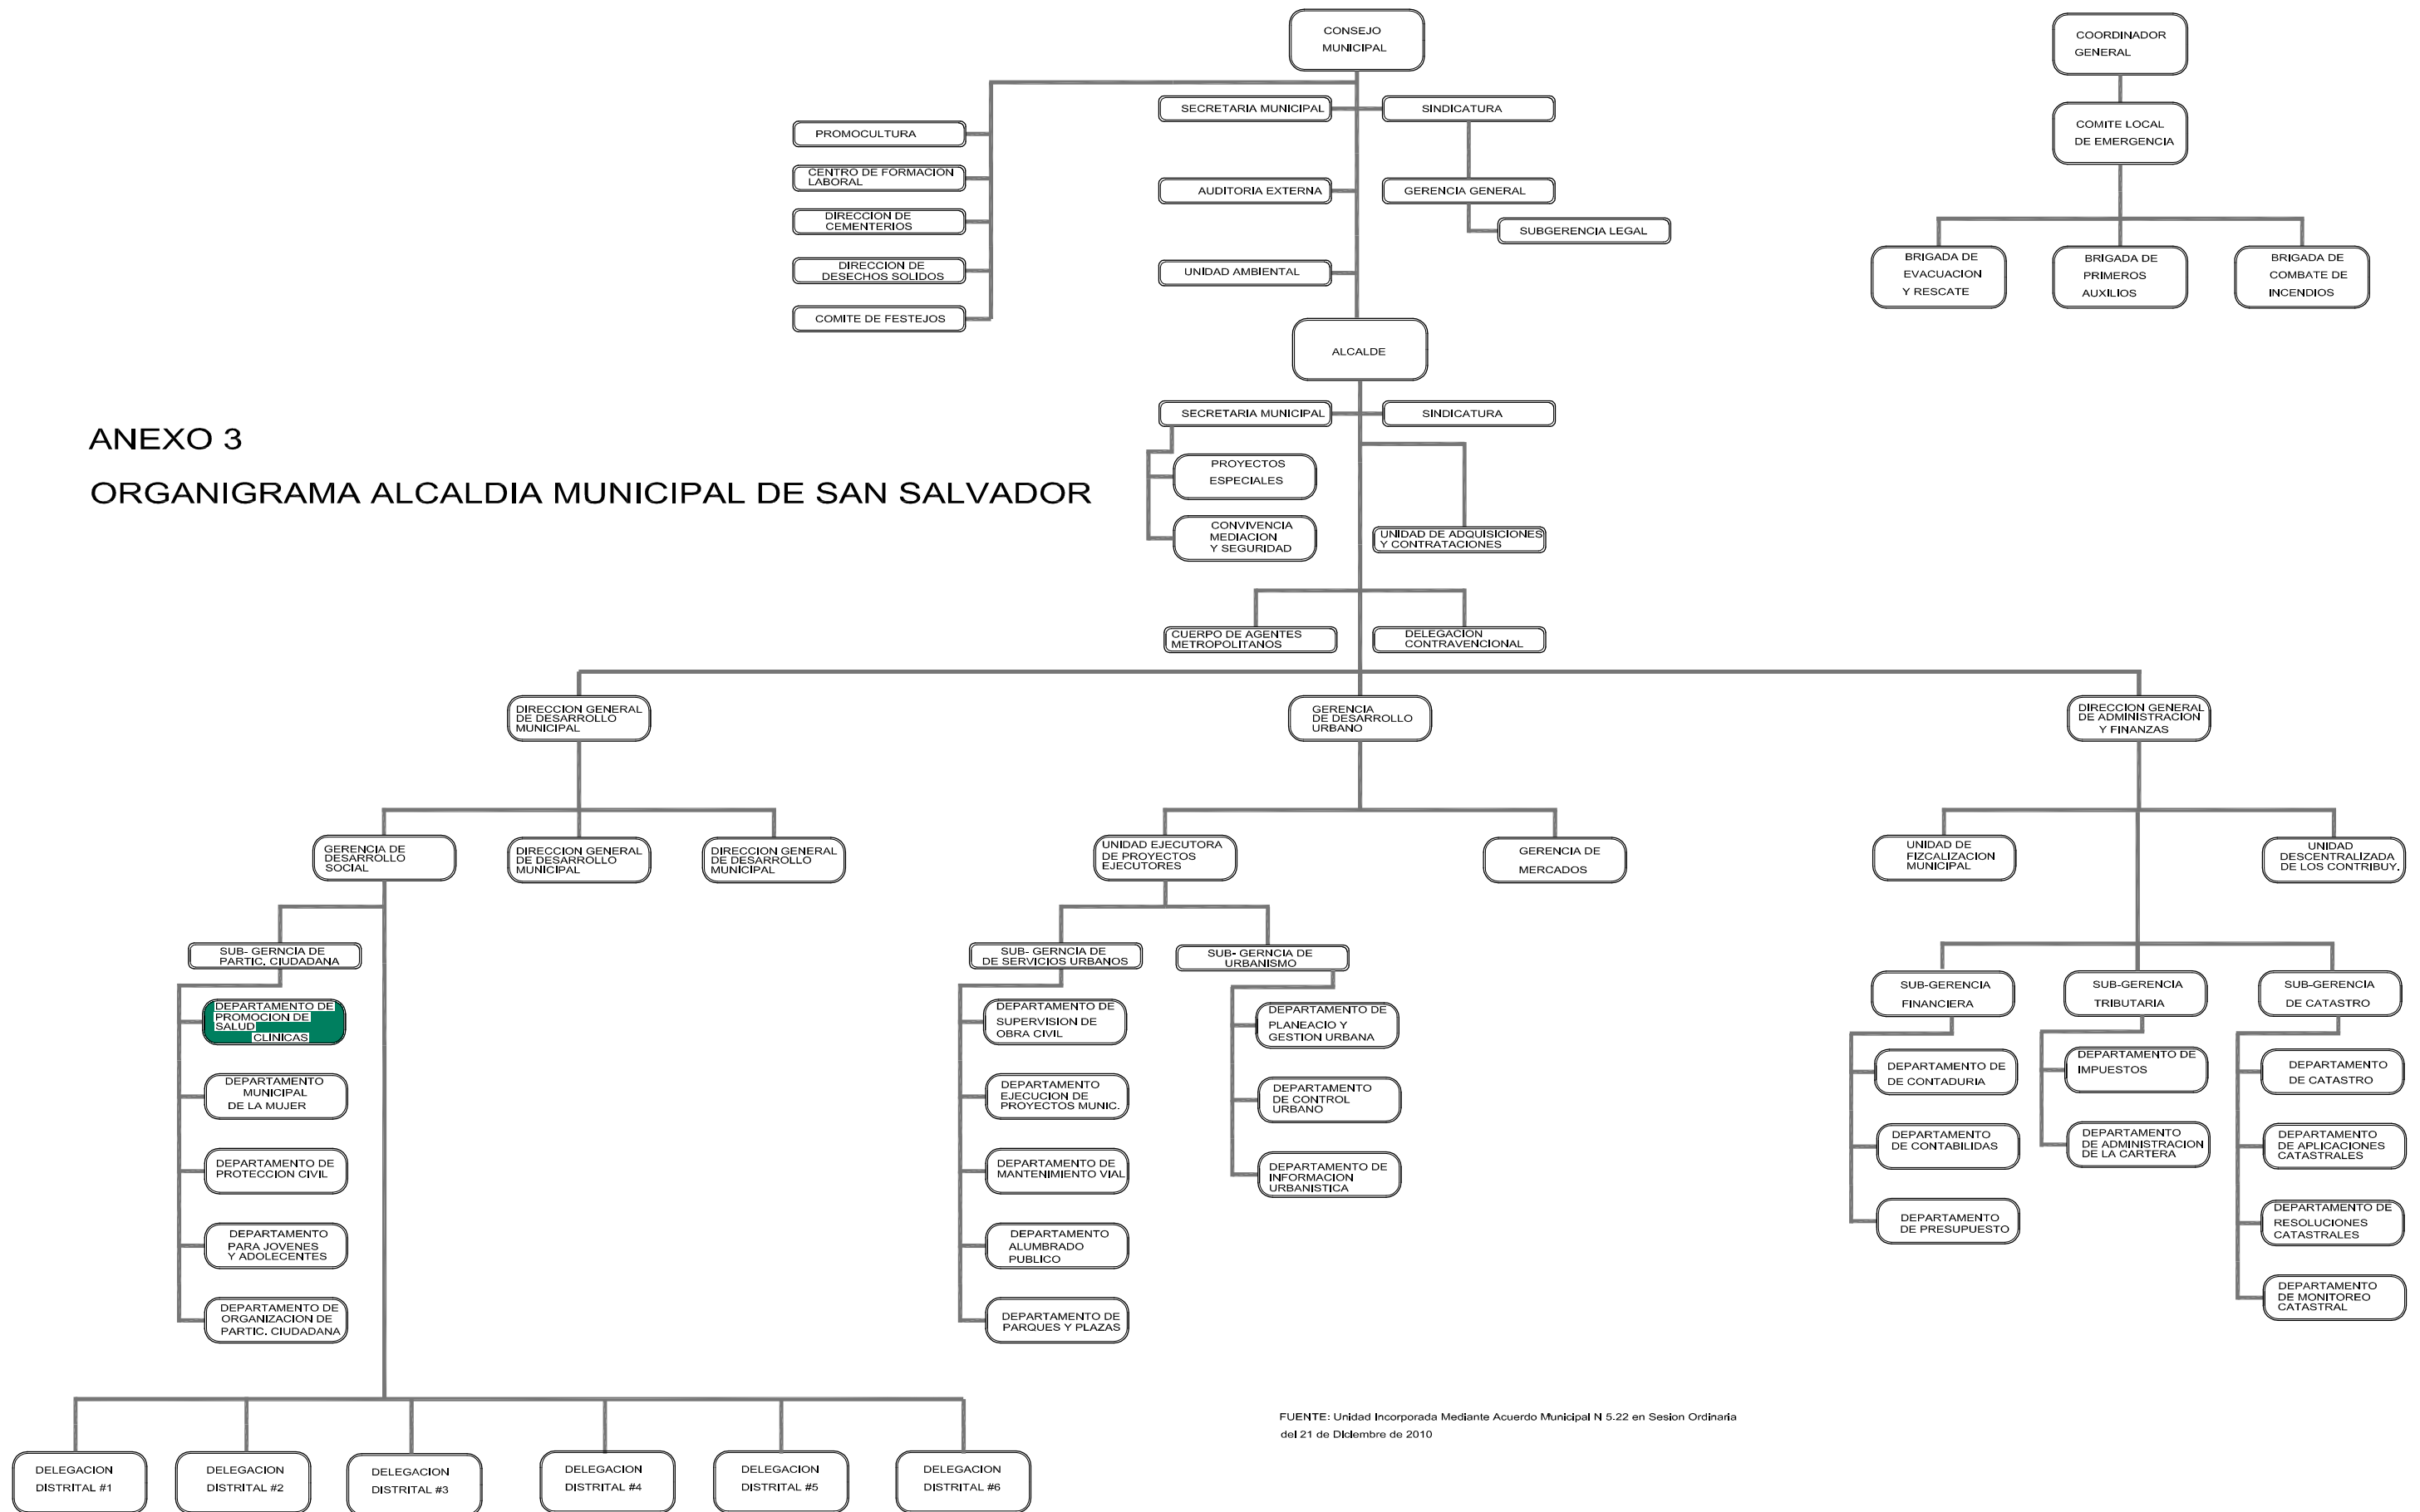 CONSEJO
MUNICIPAL
COORDINADOR
GENERAL
SECRETARIA MUNICIPAL
SINDICATURA
COMITE LOCAL
DE EMERGENCIA
PROMOCULTURA
CENTRO DE FORMACION
LABORAL
AUDITORIA EXTERNA
GERENCIA GENERAL
DIRECCION DE
CEMENTERIOS
SUBGERENCIA LEGAL
DIRECCION DE
DESECHOS SOLIDOS
UNIDAD AMBIENTAL
BRIGADA DE
EVACUACION
Y RESCATE
BRIGADA DE
PRIMEROS
AUXILIOS
BRIGADA DE
COMBATE DE
INCENDIOS
COMITE DE FESTEJOS
ALCALDE
SECRETARIA MUNICIPAL
SINDICATURA
ANEXO 3
ORGANIGRAMA ALCALDIA MUNICIPAL DE SAN SALVADOR
PROYECTOS
ESPECIALES
CONVIVENCIA
MEDIACION
Y SEGURIDAD
UNIDAD DE ADQUISICIONES
Y CONTRATACIONES
CUERPO DE AGENTES
METROPOLITANOS
DELEGACION
CONTRAVENCIONAL
DIRECCION GENERAL
DE DESARROLLO
MUNICIPAL
GERENCIA
DE DESARROLLO
URBANO
DIRECCION GENERAL
DE ADMINISTRACION
Y FINANZAS
GERENCIA DE
DESARROLLO
SOCIAL
DIRECCION GENERAL
DE DESARROLLO
MUNICIPAL
DIRECCION GENERAL
DE DESARROLLO
MUNICIPAL
UNIDAD EJECUTORA
DE PROYECTOS
EJECUTORES
GERENCIA DE
MERCADOS
UNIDAD DE
FIZCALIZACION
MUNICIPAL
UNIDAD
DESCENTRALIZADA
DE LOS CONTRIBUY.
SUB- GERNCIA DE
PARTIC. CIUDADANA
SUB- GERNCIA DE
DE SERVICIOS URBANOS
SUB- GERNCIA DE
URBANISMO
SUB-GERENCIA
FINANCIERA
SUB-GERENCIA
TRIBUTARIA
SUB-GERENCIA
DE CATASTRO
DEPARTAMENTO DE
PROMOCION DE
SALUD
CLINICAS
DEPARTAMENTO
MUNICIPAL
DE LA MUJER
DEPARTAMENTO DE
PROTECCION CIVIL
DEPARTAMENTO
PARA JOVENES
Y ADOLECENTES
DEPARTAMENTO DE
ORGANIZACION DE
PARTIC. CIUDADANA
DEPARTAMENTO DE
SUPERVISION DE
OBRA CIVIL
DEPARTAMENTO
EJECUCION DE
PROYECTOS MUNIC.
DEPARTAMENTO DE
MANTENIMIENTO VIAL
DEPARTAMENTO
ALUMBRADO
PUBLICO
DEPARTAMENTO DE
PARQUES Y PLAZAS
DEPARTAMENTO DE
PLANEACIO Y
GESTION URBANA
DEPARTAMENTO
DE CONTROL
URBANO
DEPARTAMENTO DE
INFORMACION
URBANISTICA
DEPARTAMENTO DE
DE CONTADURIA
DEPARTAMENTO
DE CONTABILIDAS
DEPARTAMENTO
DE PRESUPUESTO
DEPARTAMENTO DE
IMPUESTOS
DEPARTAMENTO
DE ADMINISTRACION
DE LA CARTERA
DEPARTAMENTO
DE CATASTRO
DEPARTAMENTO
DE APLICACIONES
CATASTRALES
DEPARTAMENTO DE
RESOLUCIONES
CATASTRALES
DEPARTAMENTO
DE MONITOREO
CATASTRAL
FUENTE: Unidad Incorporada Mediante Acuerdo Municipal N 5.22 en Sesion Ordinaria
del 21 de Diciembre de 2010
DELEGACION
DISTRITAL #1
DELEGACION
DISTRITAL #2
DELEGACION
DISTRITAL #3
DELEGACION
DISTRITAL #4
DELEGACION
DISTRITAL #5
DELEGACION
DISTRITAL #6